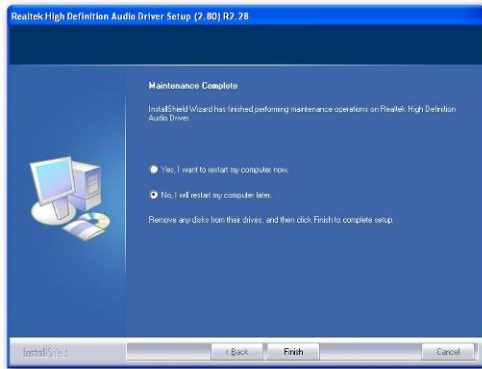 Realtek High Definition Audio Driver Setup (2.80) R2.28
Maintenance Complete
InstallShield Wizard has finished performing maintenance operations on Realtek High Definition
Audio Driver.
Yes, I want to restart my computer now.
No, I will restart my computer later.
Remove any disks from their drives, and then click Finish to complete setup.
InstallShield
< Back
Finish
Cancel